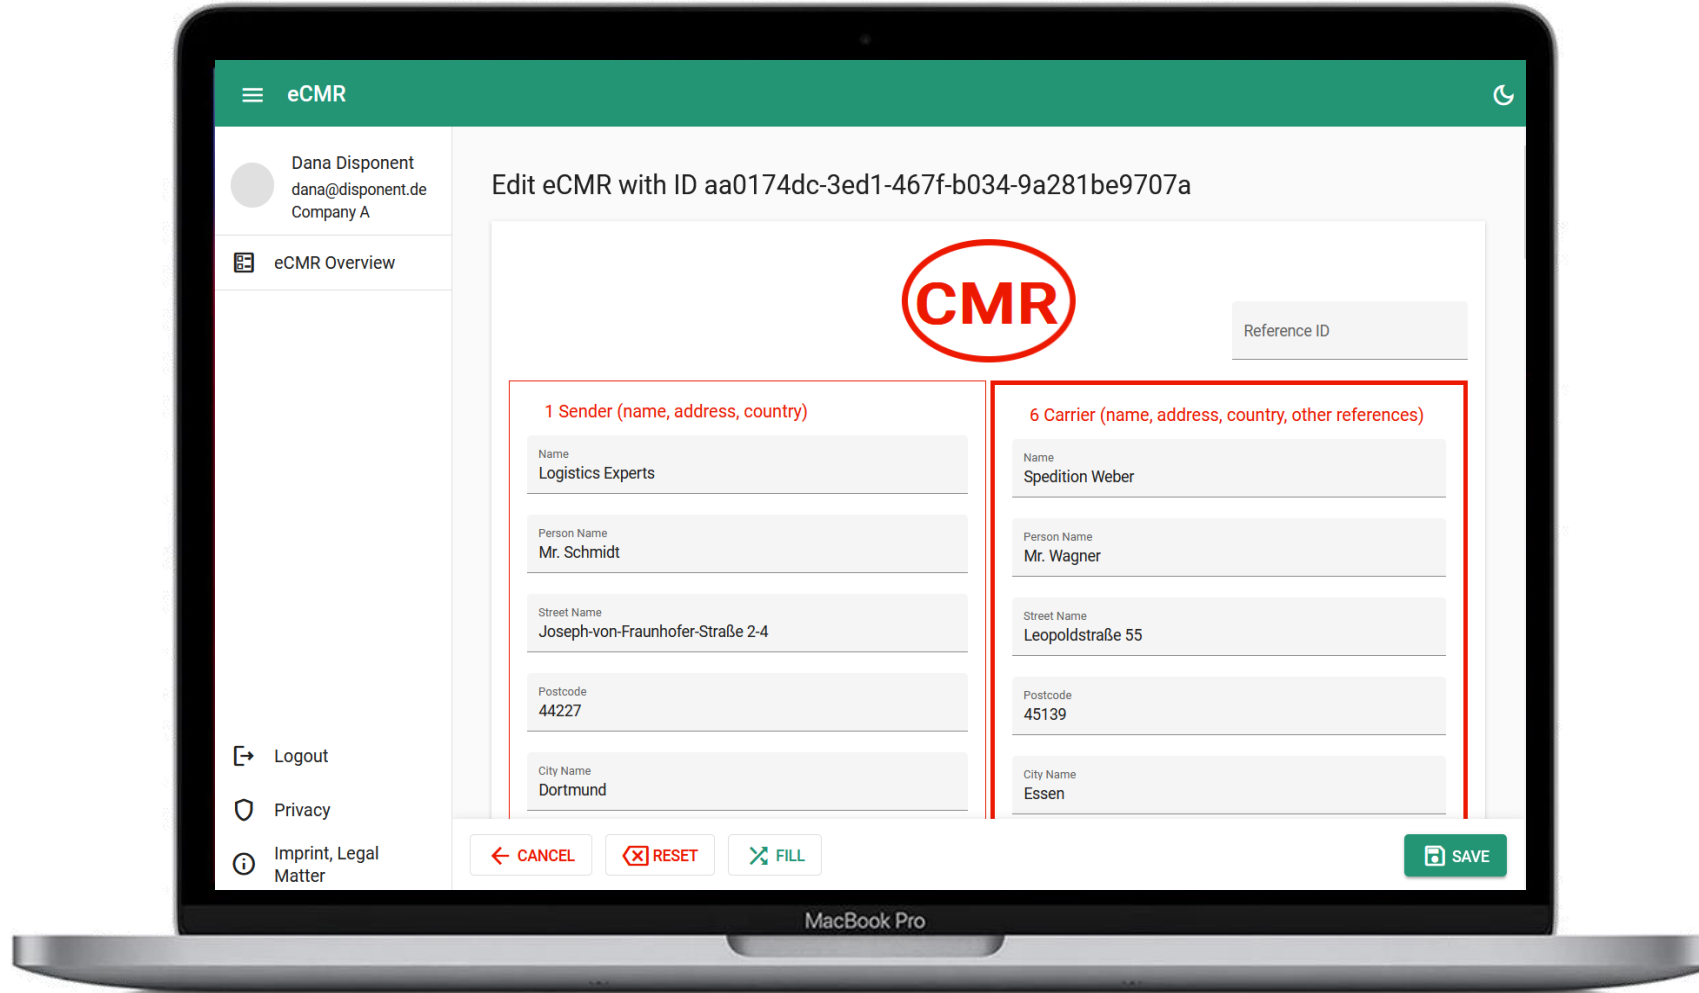 eCMR
Dana Disponent
dana@disponent.de
Company A
eCMR Overview
Logout
Privacy
Imprint, Legal
Matter
Edit eCMR with ID aa0174dc-3ed1-467f-b034-9a281be9707a
CMR
Reference ID
1 Sender (name, address, country)
Name
Logistics Experts
Person Name
Mr. Schmidt
Street Name
Joseph-von-Fraunhofer-Straße 2-4
Postcode
44227
City Name
Dortmund
6 Carrier (name, address, country, other references)
Name
Spedition Weber
Person Name
Mr. Wagner
Street Name
Leopoldstraße 55
Postcode
45139
City Name
Essen
CANCEL
RESET
FILL
SAVE
MacBook Pro